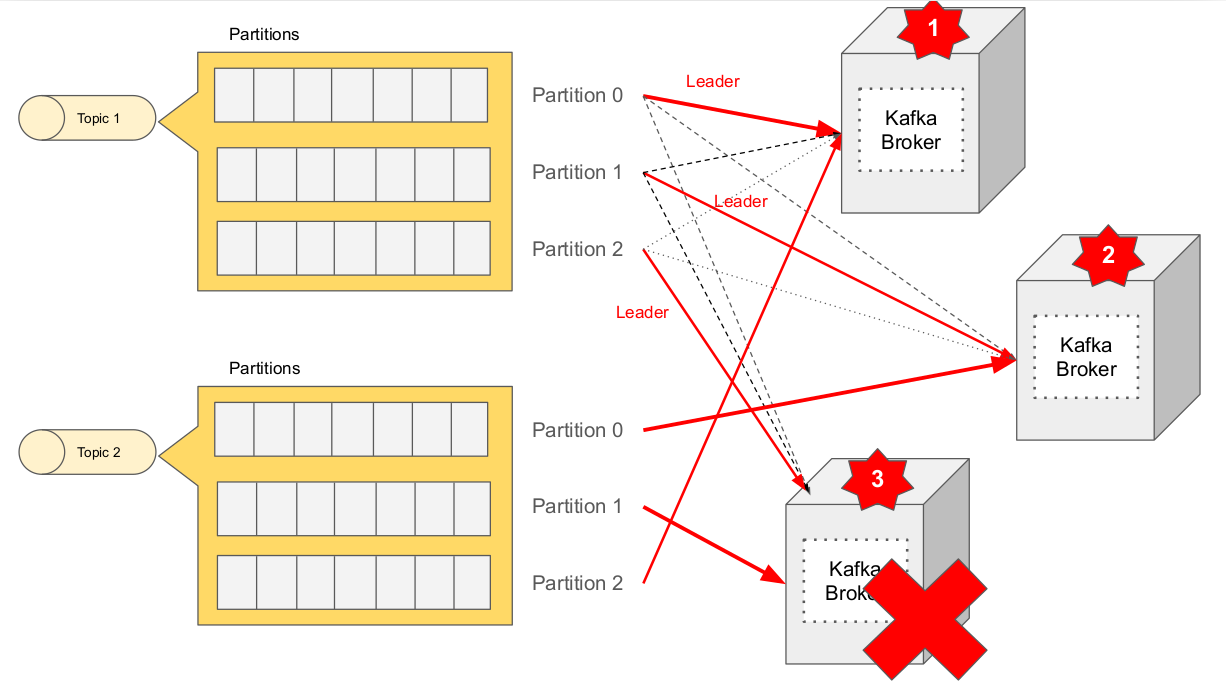 Partitions
Topic 1
Partition 0
Partition 1
Partition 2
Leader
Leader
Leader
1
Kafka
Broker
2
Kafka
Broker
Partitions
Topic 2
Partition 0
Partition 1
Partition 2
3
Kafka
Broker